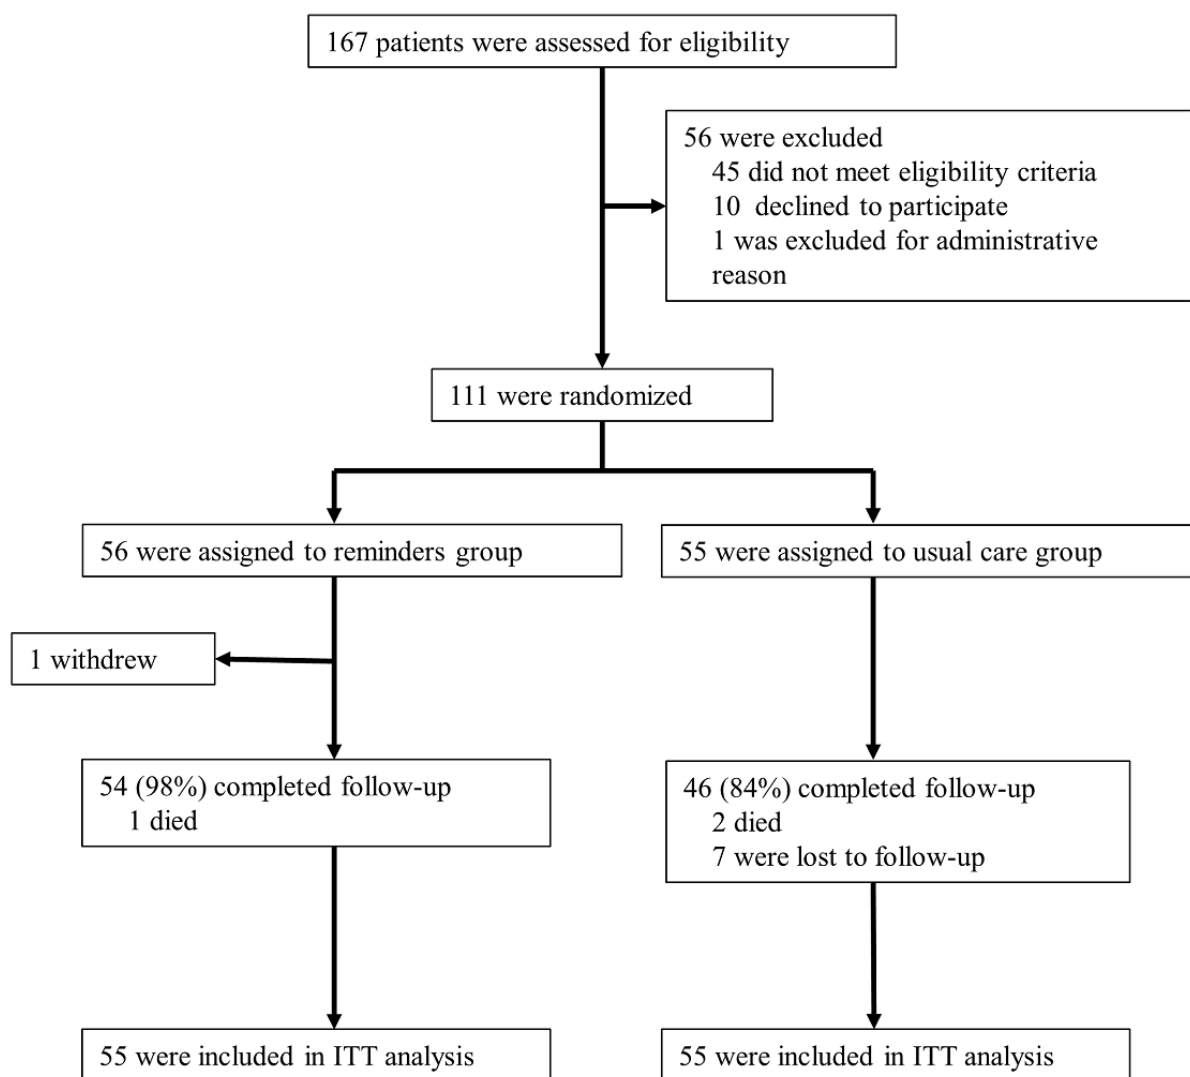 167 patients were assessed for eligibility
56 were excluded
45 did not meet eligibility criteria
10 declined to participate
1 was excluded for administrative
reason
111 were randomized
56 were assigned to reminders group
55 were assigned to usual care group
1 withdrew
54 (98%) completed follow-up
1 died
46 (84%) completed follow-up
2 died
7 were lost to follow-up
55 were included in ITT analysis
55 were included in ITT analysis